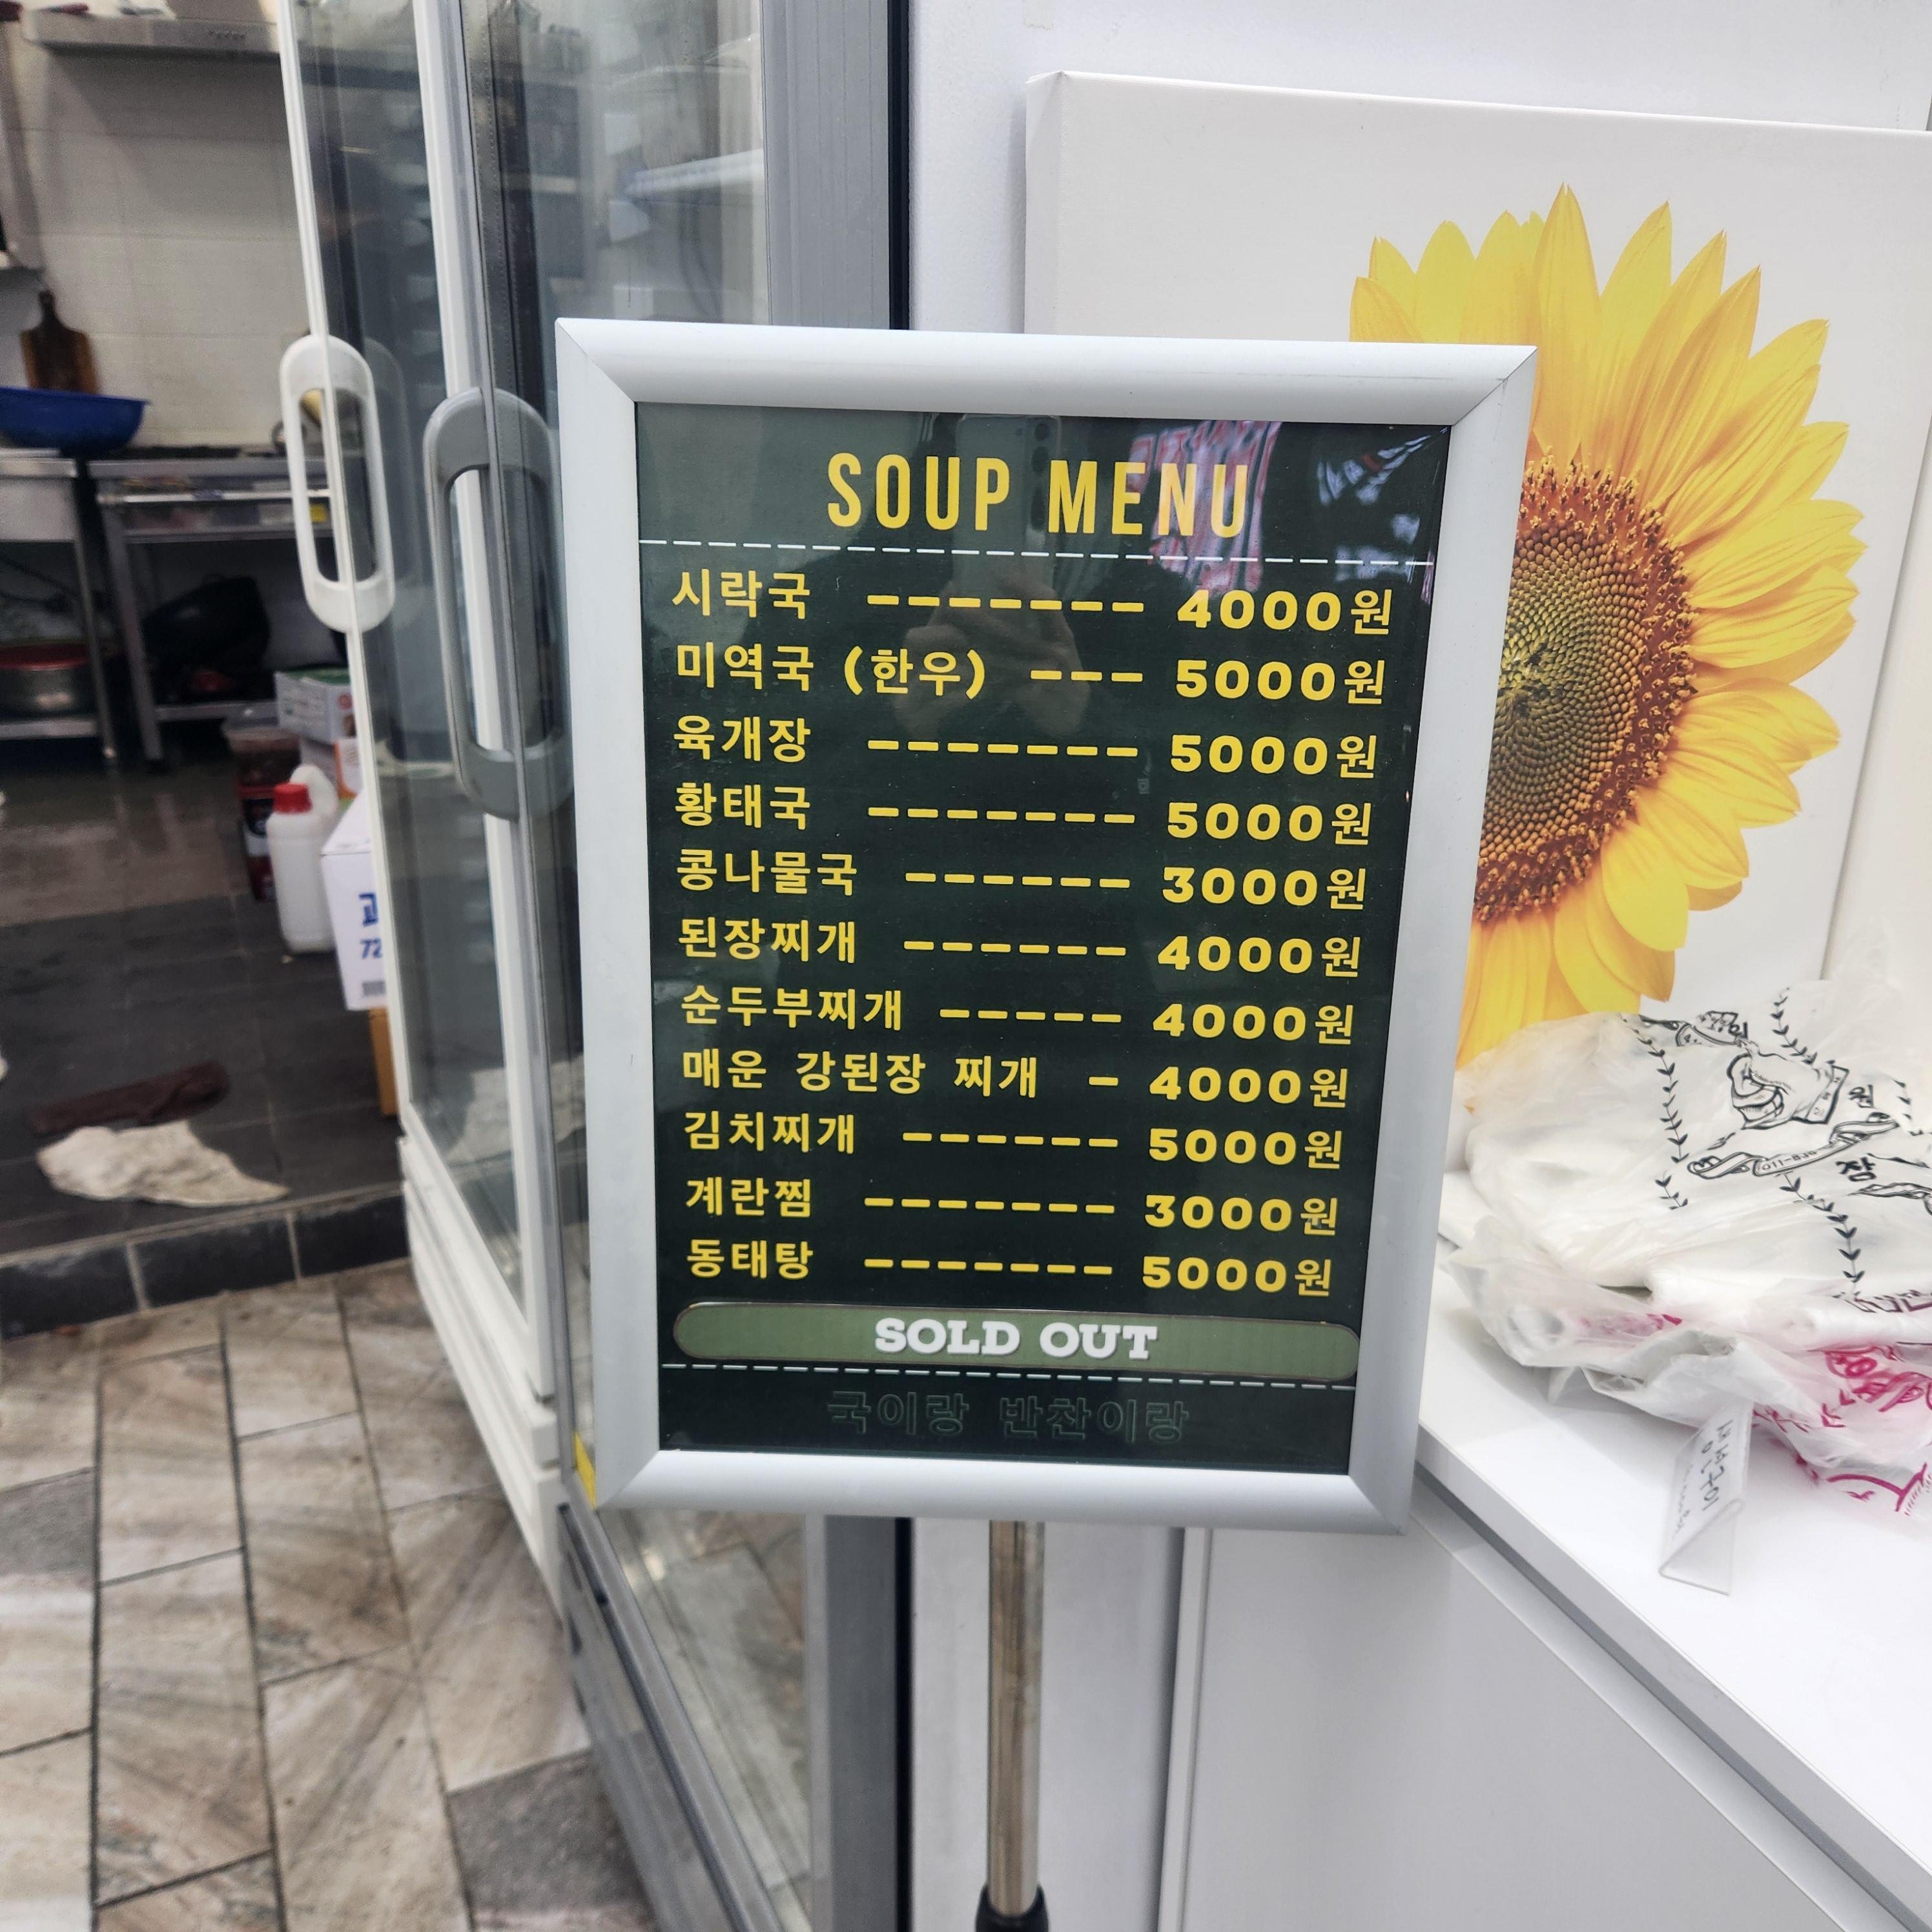 SOUP MENU
시락국 ------- 4000원
미역국 (한우) --- 5000원
육개장 ------- 5000원
황태국 ------- 5000원
콩나물국 ------ 3000원
된장찌개 ------ 4000원
순두부찌개 ----- 4000원
매운 강된장 찌개 - 4000원
김치찌개 ------ 5000원
계란찜 ------- 3000원
동태탕 ------- 5000원
SOLD OUT
국이랑 반찬이랑
72
원